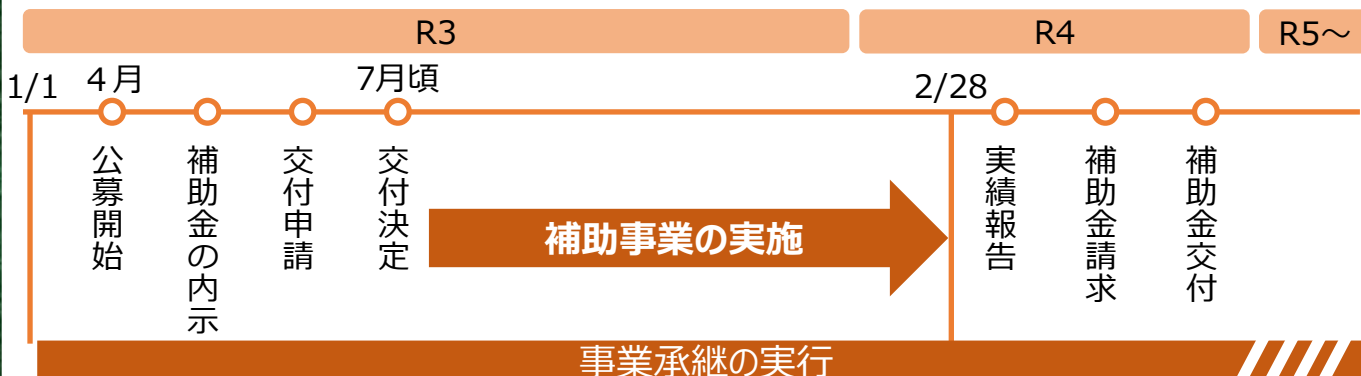 R3
R4
R5～
1/1
４月
7月頃
2/28
公募開始
補助金の内示
交付申請
交付決定
補助事業の実施
実績報告
補助金請求
補助金交付
事業承継の実行